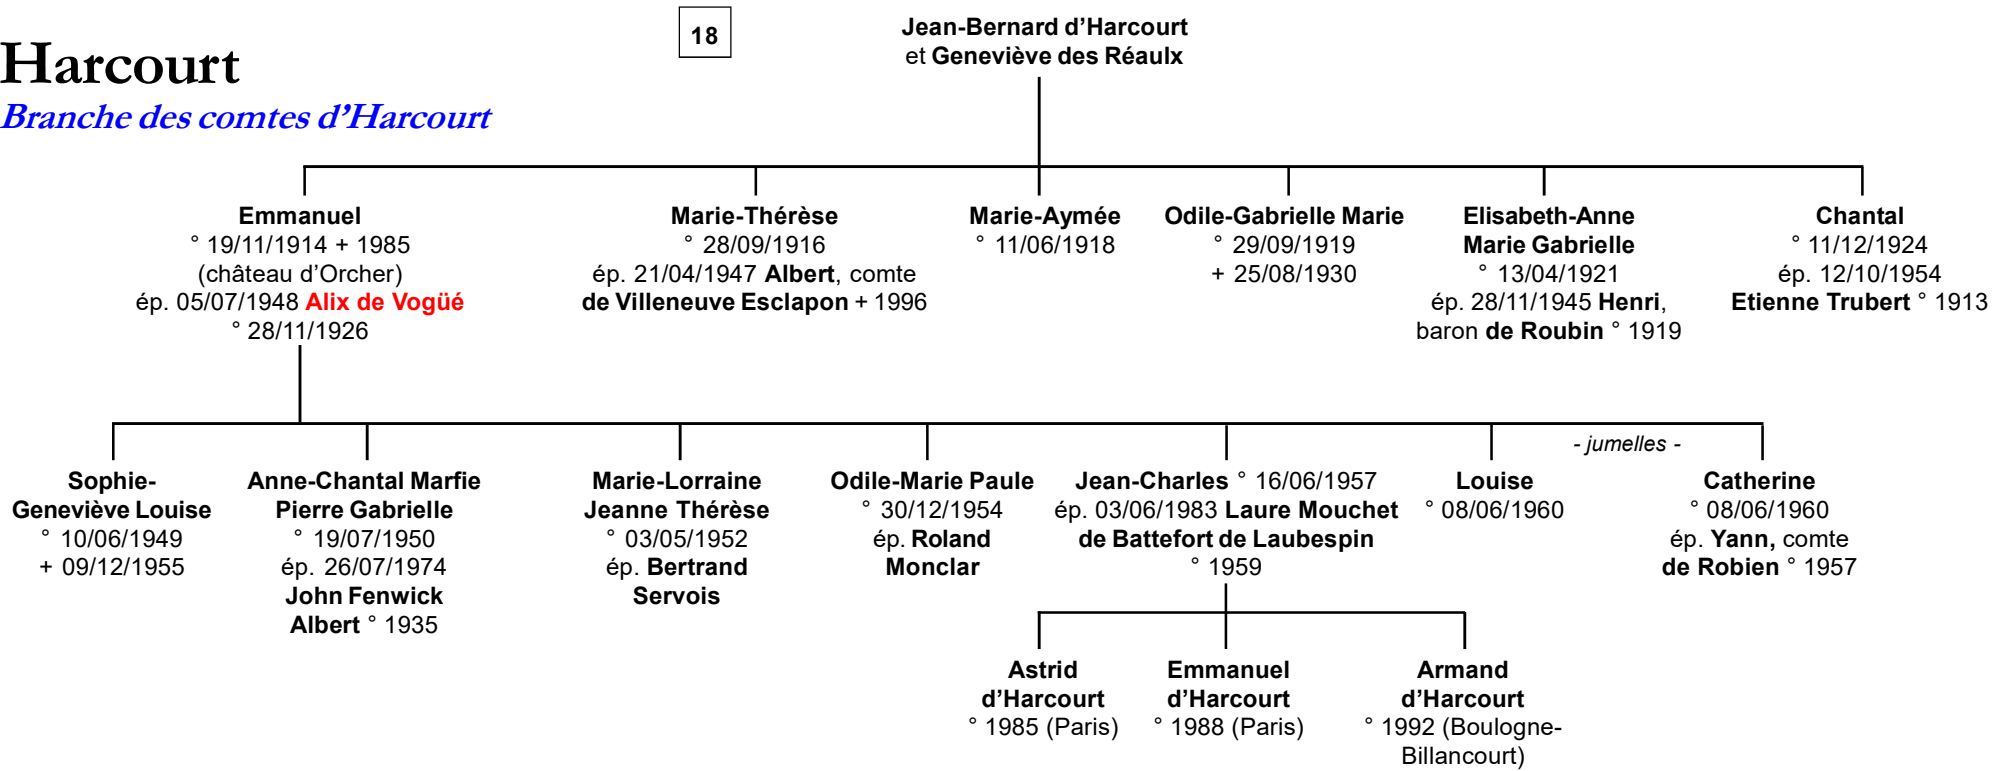 Harcourt
Branche des comtes d’Harcourt
18
Jean-Bernard d’Harcourt
et Geneviève des Réaulx
Emmanuel
° 19/11/1914 + 1985
(château d’Orcher)
ép. 05/07/1948 Alix de Vogüé
° 28/11/1926
Marie-Thérèse
° 28/09/1916
ép. 21/04/1947 Albert, comte
de Villeneuve Esclapon + 1996
Marie-Aymée
° 11/06/1918
Odile-Gabrielle Marie
° 29/09/1919
+ 25/08/1930
Elisabeth-Anne
Marie Gabrielle
° 13/04/1921
ép. 28/11/1945 Henri,
baron de Roubin ° 1919
Chantal
° 11/12/1924
ép. 12/10/1954
Etienne Trubert ° 1913
Sophie-
Geneviève Louise
° 10/06/1949
+ 09/12/1955
Anne-Chantal Marfie
Pierre Gabrielle
° 19/07/1950
ép. 26/07/1974
John Fenwick
Albert ° 1935
Marie-Lorraine
Jeanne Thérèse
° 03/05/1952
ép. Bertrand
Servois
Odile-Marie Paule
° 30/12/1954
ép. Roland
Monclar
Jean-Charles ° 16/06/1957
ép. 03/06/1983 Laure Mouchet
de Battefort de Laubespin
° 1959
Louise
° 08/06/1960
- jumelles -
Catherine
° 08/06/1960
ép. Yann, comte
de Robien ° 1957
Astrid
d’Harcourt
° 1985 (Paris)
Emmanuel
d’Harcourt
° 1988 (Paris)
Armand
d’Harcourt
° 1992 (Boulogne-
Billancourt)